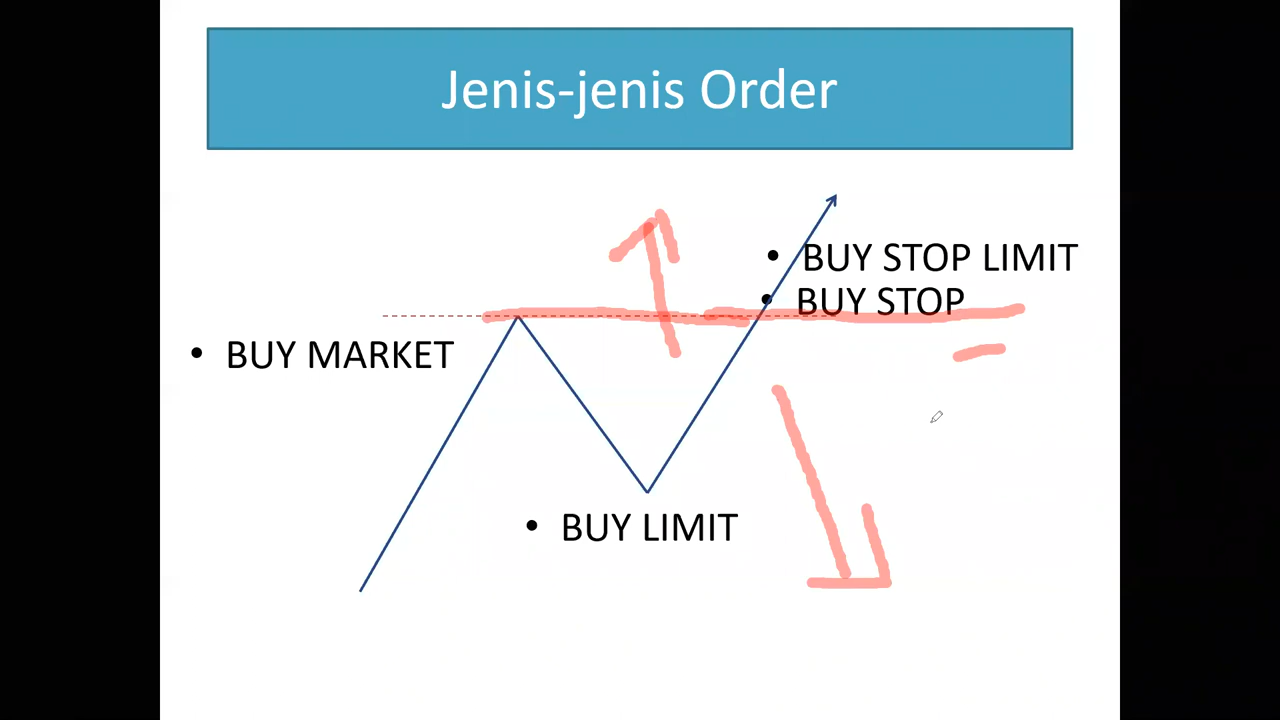 Jenis-jenis Order
• BUY STOP LIMIT
• BUY STOP
• BUY MARKET
• BUY LIMIT